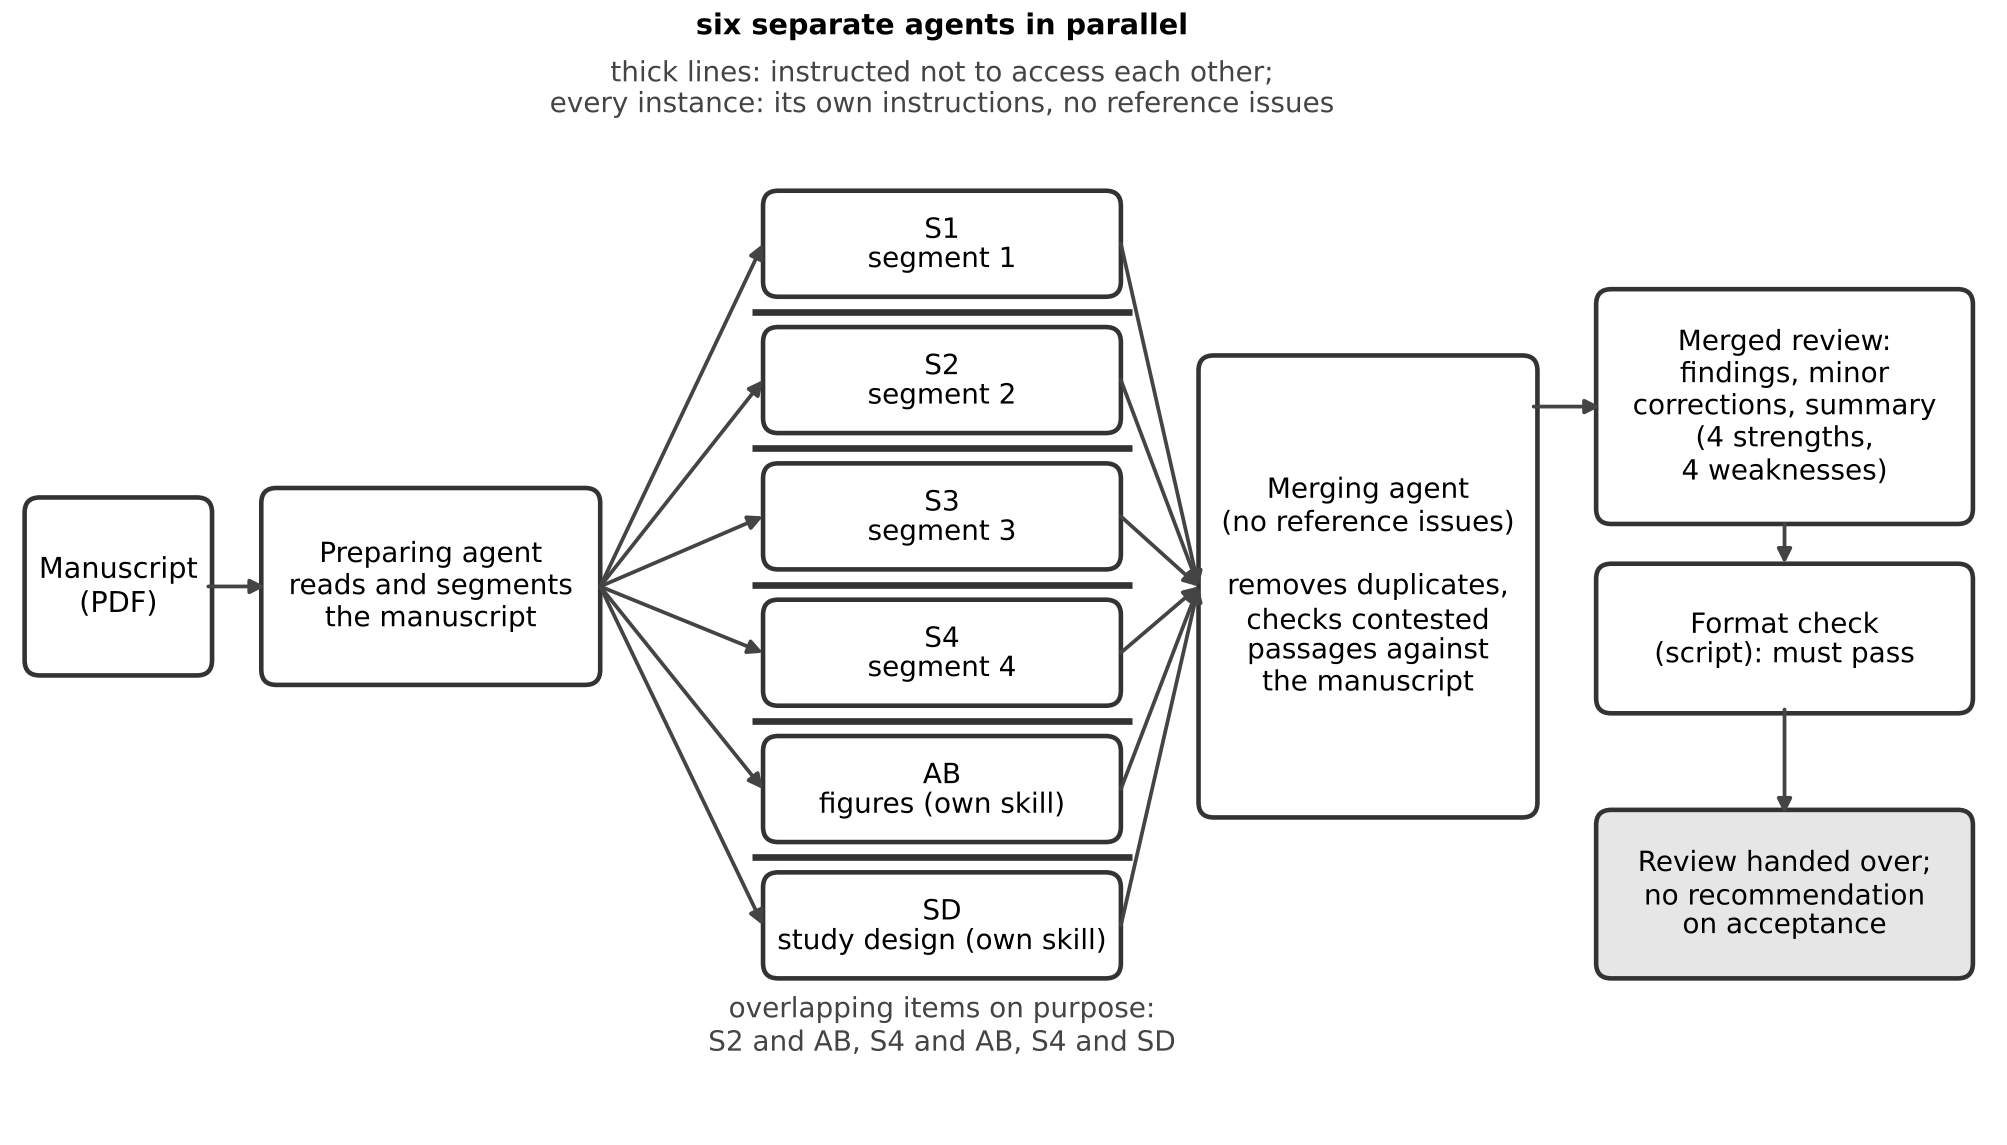 six separate agents in parallel
thick lines: instructed not to access each other;
every instance: its own instructions, no reference issues
Manuscript
(PDF)
Preparing agent
reads and segments
the manuscript
S1
segment 1
S2
segment 2
S3
segment 3
S4
segment 4
AB
figures (own skill)
SD
study design (own skill)
overlapping items on purpose:
S2 and AB, S4 and AB, S4 and SD
Merging agent
(no reference issues)
removes duplicates,
checks contested
passages against
the manuscript
Merged review:
findings, minor
corrections, summary
(4 strengths,
4 weaknesses)
Format check
(script): must pass
Review handed over;
no recommendation
on acceptance